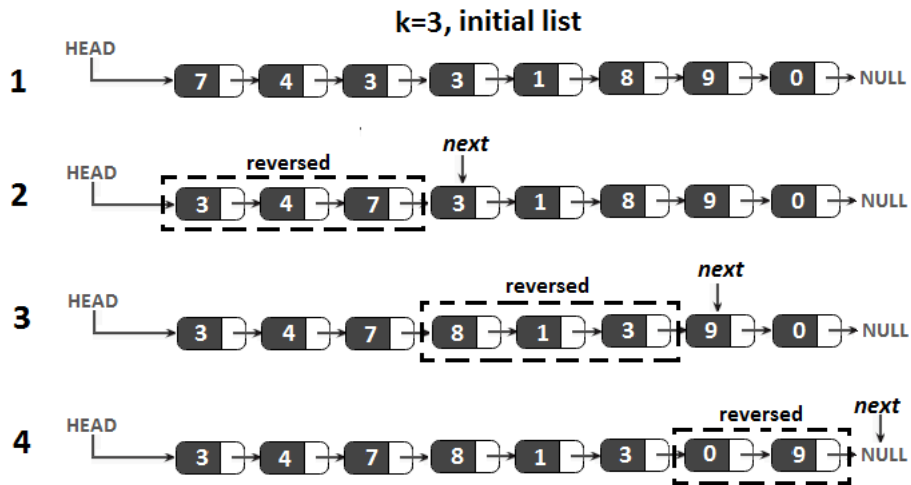 k=3, initial list
HEAD
1 7 4 3 3 1 8 9 0 NULL
next
reversed
HEAD
2 3 4 7 3 1 8 9 0 NULL
next
reversed
HEAD
3 3 4 7 8 1 3 9 0 NULL
next
reversed
HEAD
4 3 4 7 8 1 3 0 9 NULL